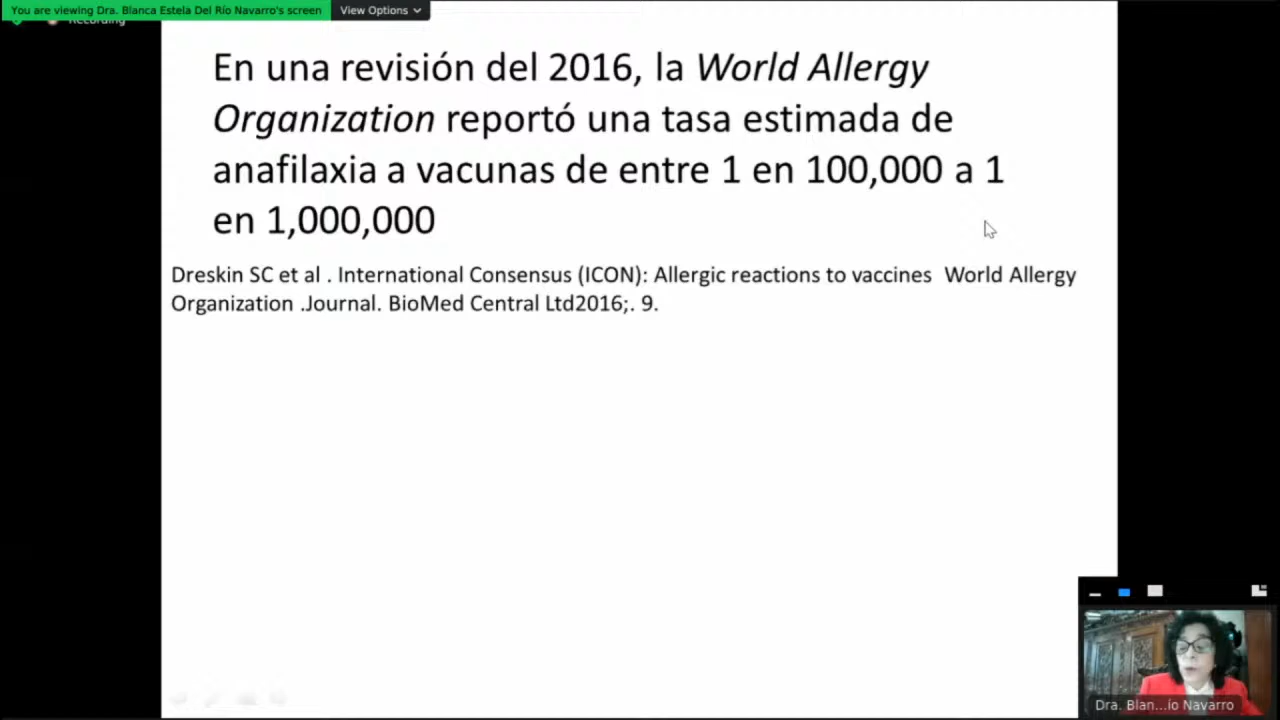 You are viewing Dra. Blanca Estela Del Río Navarro's screen View Options
Recording
En una revisión del 2016, la World Allergy
Organization reportó una tasa estimada de
anafilaxia a vacunas de entre 1 en 100,000 a 1
en 1,000,000
Dreskin SC et al . International Consensus (ICON): Allergic reactions to vaccines World Allergy
Organization .Journal. BioMed Central Ltd2016;. 9.
Dra. Blan...ío Navarro